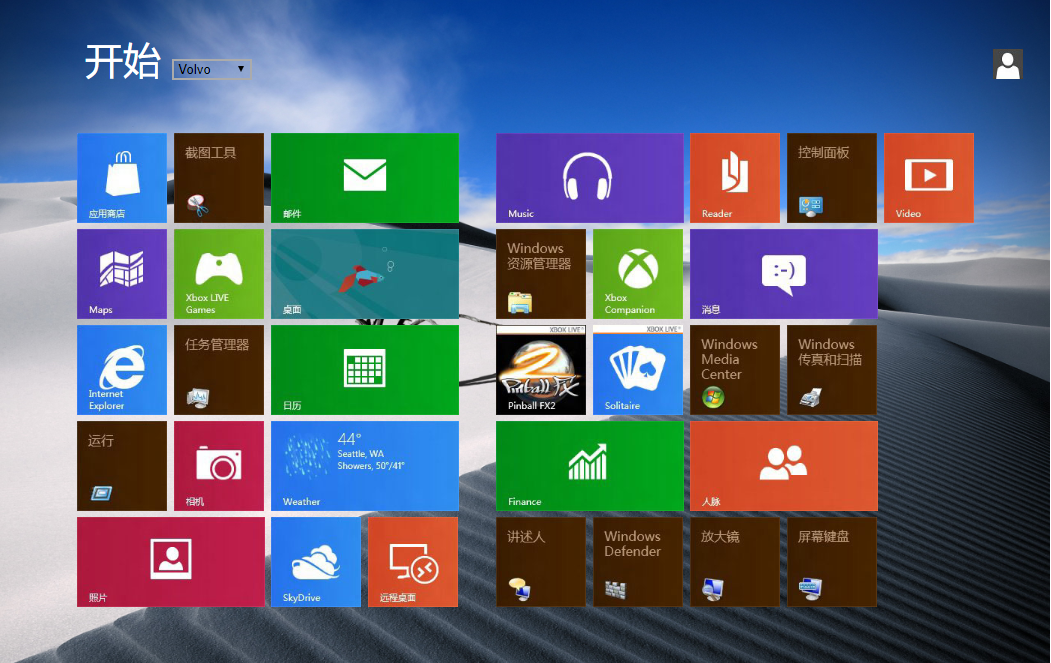 开始
Volvo
应用商店
截图工具
邮件
Music
Reader
控制面板
Video
Maps
Xbox LIVE
Games
桌面
Windows
资源管理器
Xbox
Companion
:-)
消息
Internet
Explorer
任务管理器
日历
XBOX LIVE
Pinball FX2
Pinball FX
2
XBOX LIVE
Solitaire
Windows
Media
Center
Windows
传真和扫描
运行
相机
44°
Seattle, WA
Showers, 50°/41°
Weather
Finance
人脉
照片
SkyDrive
远程桌面
讲述人
Windows
Defender
放大镜
屏幕键盘